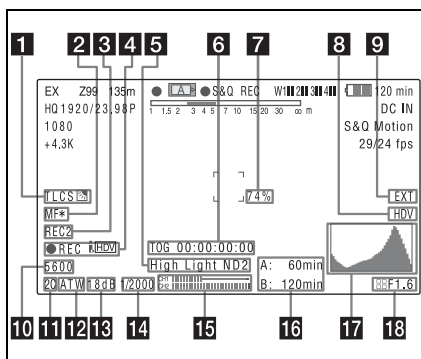 1 2 3 4 5 6 7 8 9
EX Z99 135m ● A ●S&Q REC W1 2 3 4 120 min
HQ1920/23.98P 1 1.5 2 3 4 5 7 10 15 20 30 ∞ m DC IN
1080 S&Q Motion
+4.3K 29/24 fps
TLCS 74% EXT
MF* HDV
REC2
●REC i.HDV TOG 00:00:00:00
5600 High Light ND2 A: 60min
20 ATW 18dB 1/2000 CH1 CH2 B: 120min F1.6
10 11 12 13 14 15 16 17 18